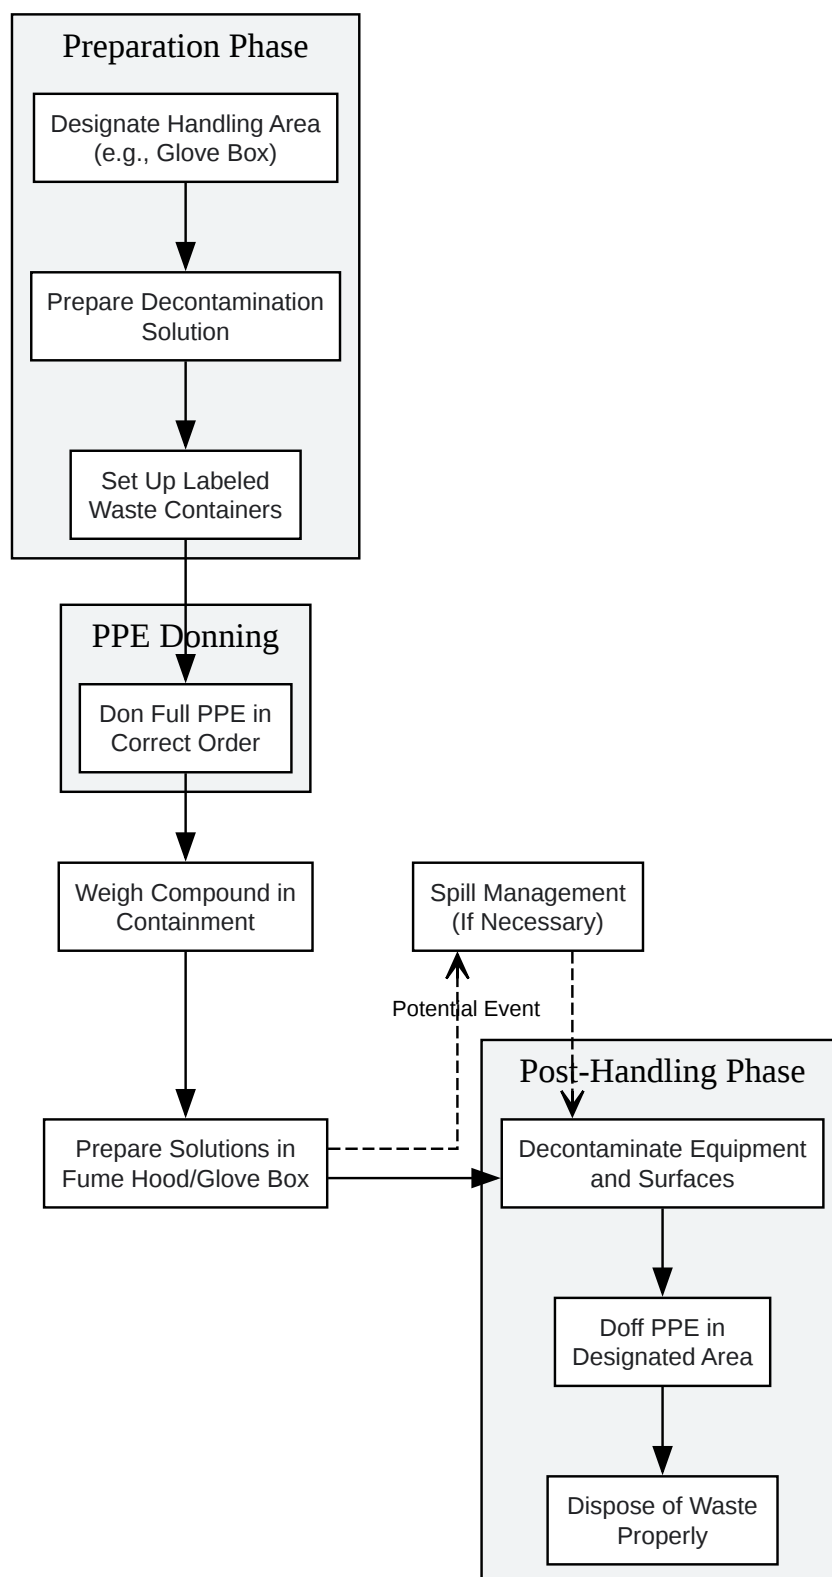 Preparation Phase
Designate Handling Area
(e.g., Glove Box)
Prepare Decontamination
Solution
Set Up Labeled
Waste Containers
PPE Donning
Don Full PPE in
Correct Order
Weigh Compound in
Containment
Spill Management
(If Necessary)
Potential Event
Post-Handling Phase
Prepare Solutions in
Fume Hood/Glove Box
Decontaminate Equipment
and Surfaces
Doff PPE in
Designated Area
Dispose of Waste
Properly